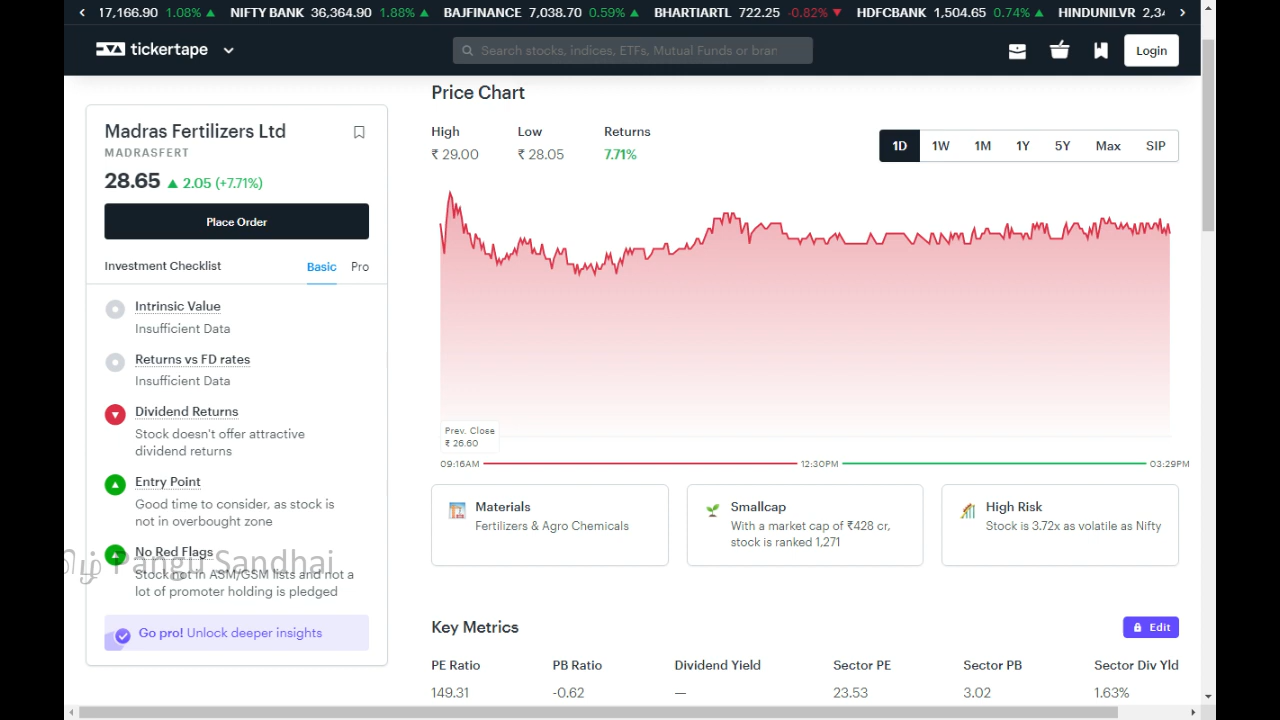 17,166.90 1.08% NIFTY BANK 36,364.90 1.88% BAJFINANCE 7,038.70 0.59% BHARTIARTL 722.25 -0.82% HDFCBANK 1,504.65 0.74% HINDUNILVR
tickertape
Search stocks, indices, ETFs, Mutual Funds or
Login
Madras Fertilizers Ltd
MADRASFERT
28.65 2.05 (+7.71%)
Place Order
Investment Checklist Basic Pro
Intrinsic Value
Insufficient Data
Returns vs FD rates
Insufficient Data
Dividend Returns
Stock doesn't offer attractive
dividend returns
Entry Point
Good time to consider, as stock is
not in overbought zone
No Red Flags
Stock not in ASM/GSM lists and not a
lot of promoter holding is pledged
Pangu Sandhai
Go pro! Unlock deeper insights
Price Chart
High Low Returns
₹ 29.00 ₹ 28.05 7.71%
1D 1W 1M 1Y 5Y Max SIP
Prev. Close
₹ 26.60
09:16AM 12:30PM 03:29PM
Materials
Fertilizers & Agro Chemicals
Smallcap
With a market cap of ₹428 cr,
stock is ranked 1,271
High Risk
Stock is 3.72x as volatile as Nifty
Key Metrics
Edit
PE Ratio PB Ratio Dividend Yield Sector PE Sector PB Sector Div Yld
149.31 -0.62 — 23.53 3.02 1.63%